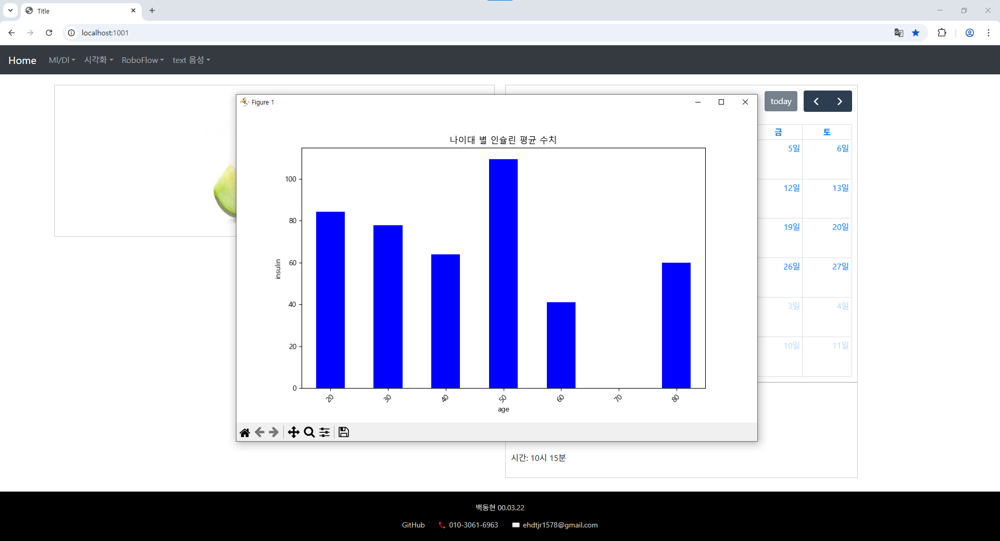 Title
localhost:1001
Home Ml/Dl 시각화 RoboFlow text 음성
today
금 토
5일 6일
12일 13일
19일 20일
26일 27일
3일 4일
10일 11일
Figure 1
나이대 별 인슐린 평균 수치
100
80
60
40
20
0
insulin
20 30 40 50 60 70 80
age
시간: 10시 15분
백동현 00.03.22
GitHub 010-3061-6963 ehdtjr1578@gmail.com